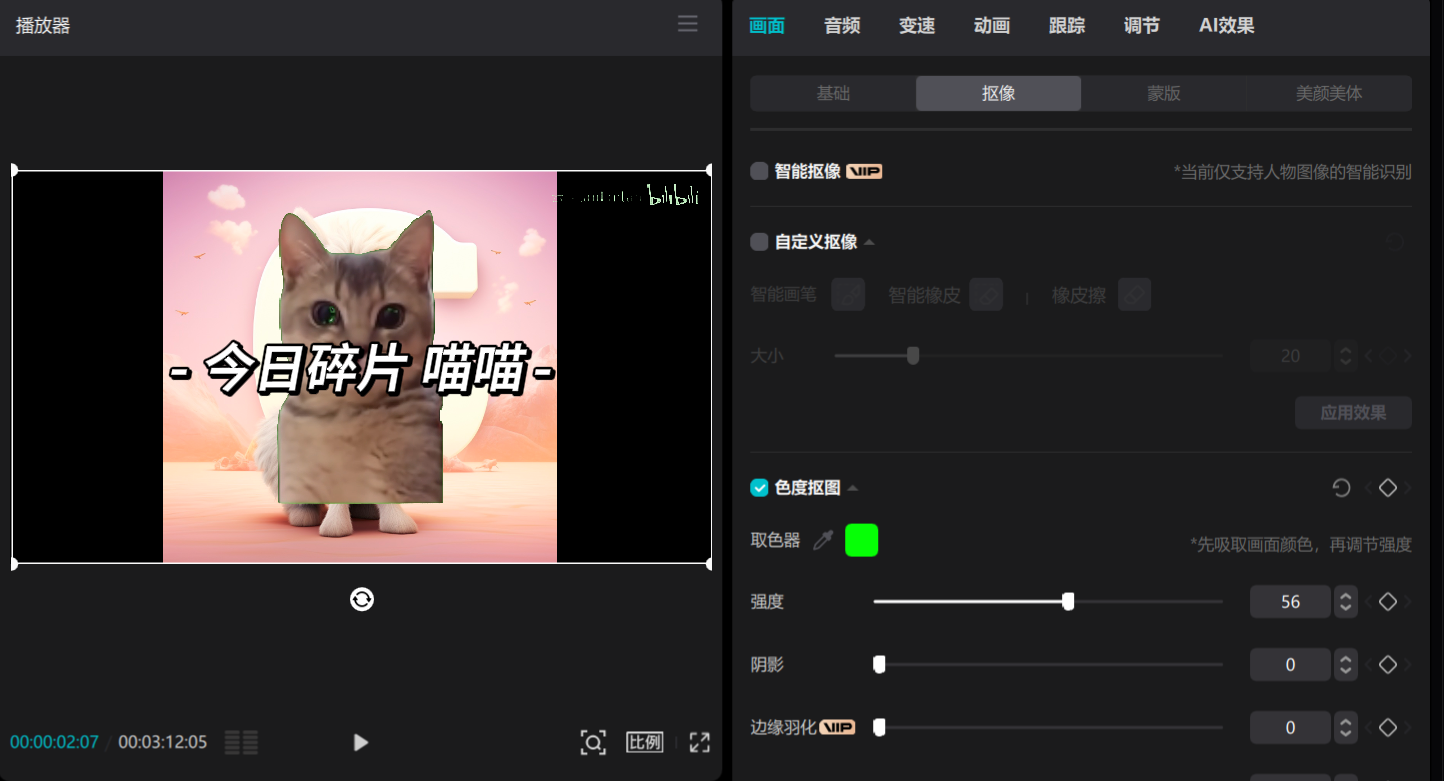 播放器
画面 音频 变速 动画 跟踪 调节 AI效果
基础 抠像 蒙版 美颜美体
智能抠像 VIP *当前仅支持人物图像的智能识别
自定义抠像
智能画笔 智能橡皮 | 橡皮擦
大小 20
应用效果
色度抠图
取色器 *先吸取画面颜色，再调节强度
强度 56
阴影 0
边缘羽化 VIP 0
bilibili
- 今日碎片 喵喵 -
00:00:02:07 / 00:03:12:05 比例